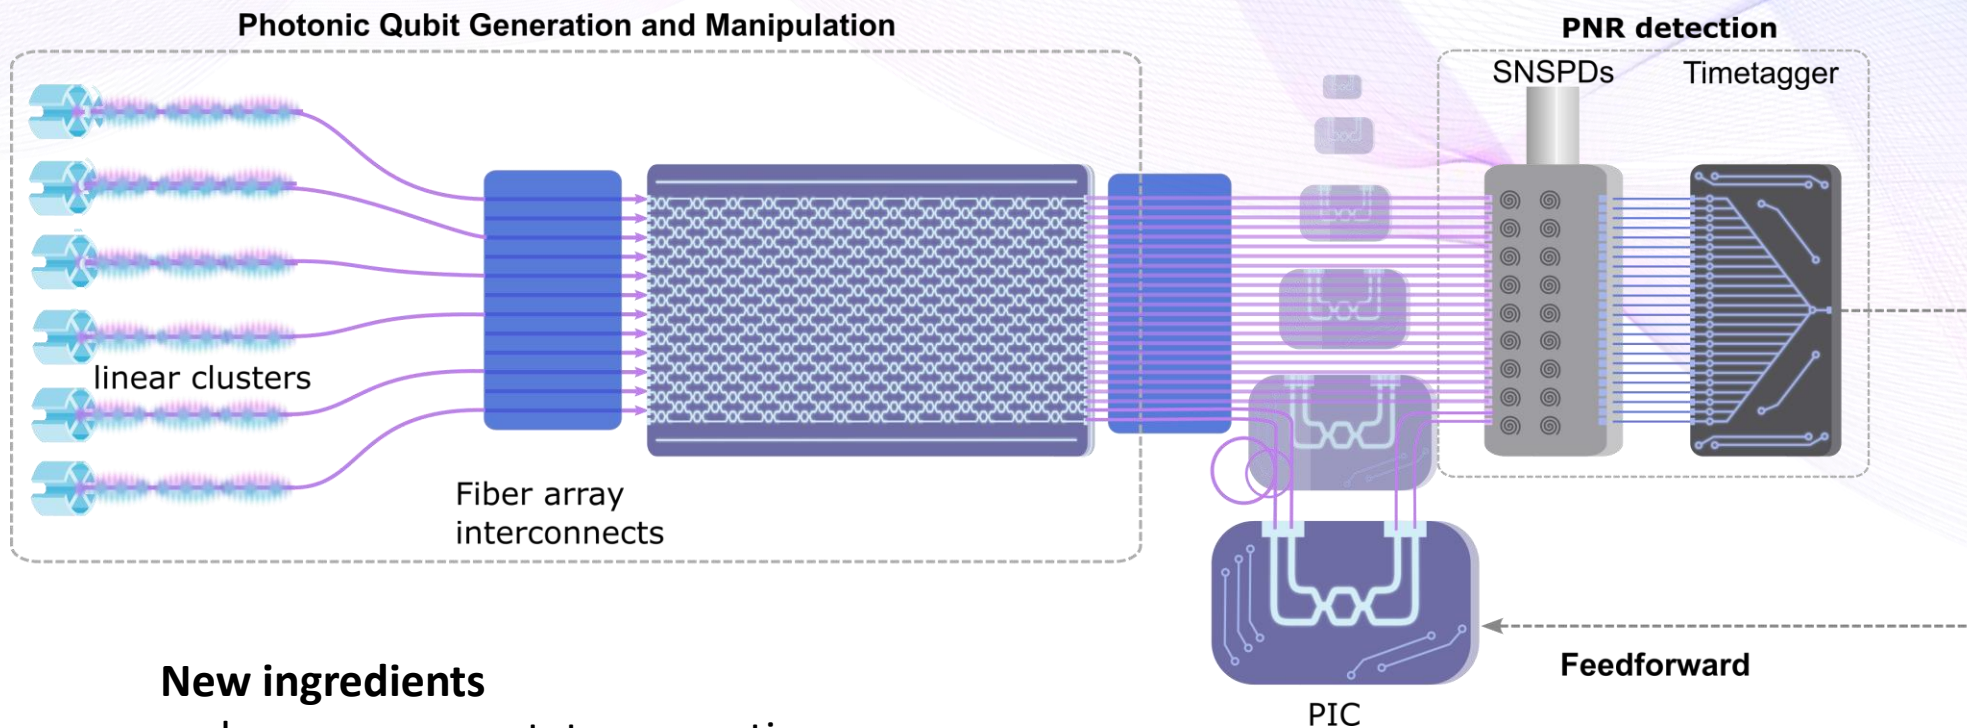 Photonic Qubit Generation and Manipulation
PNR detection
SNSPDs
Timetagger
linear clusters
Fiber array
interconnects
Feedforward
PIC
New ingredients